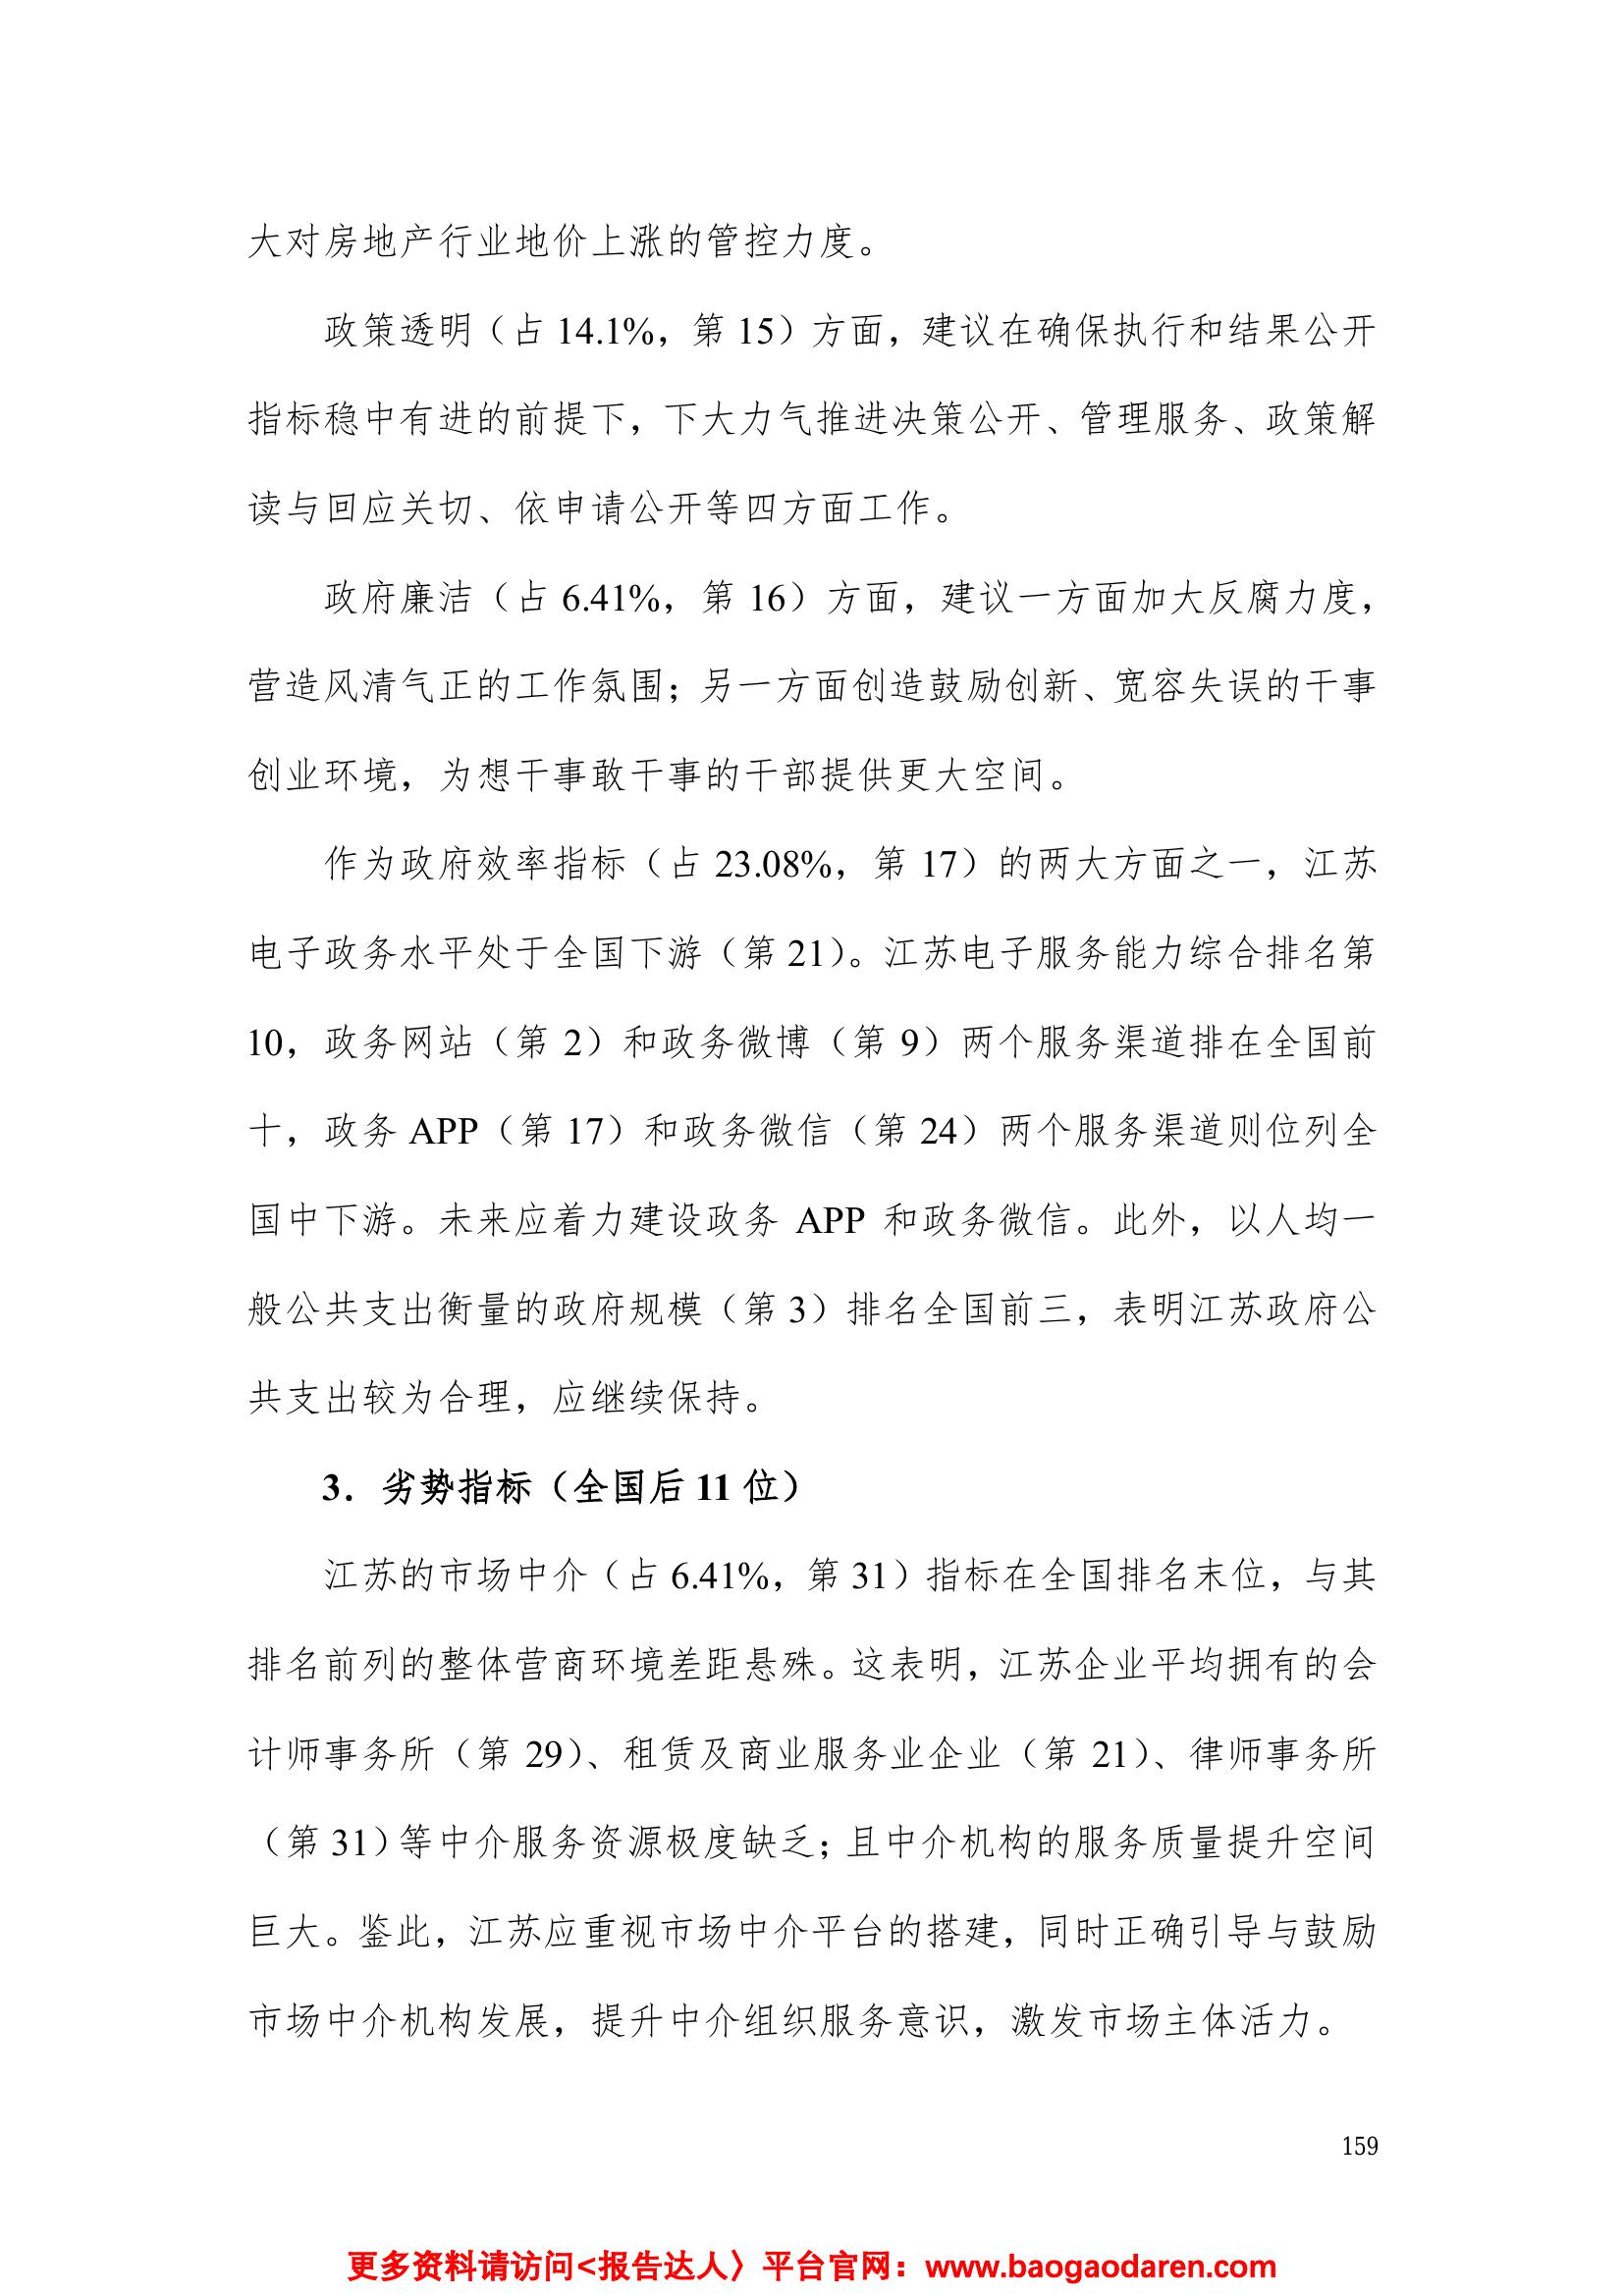 大对房地产行业地价上涨的管控力度。
政策透明（占 14.1%，第 15）方面，建议在确保执行和结果公开
指标稳中有进的前提下，下大力气推进决策公开、管理服务、政策解
读与回应关切、依申请公开等四方面工作。
政府廉洁（占 6.41%，第 16）方面，建议一方面加大反腐力度，
营造风清气正的工作氛围；另一方面创造鼓励创新、宽容失误的干事
创业环境，为想干事敢干事的干部提供更大空间。
作为政府效率指标（占 23.08%，第 17）的两大方面之一，江苏
电子政务水平处于全国下游（第 21）。江苏电子服务能力综合排名第
10，政务网站（第 2）和政务微博（第 9）两个服务渠道排在全国前
十，政务 APP（第 17）和政务微信（第 24）两个服务渠道则位列全
国中下游。未来应着力建设政务 APP 和政务微信。此外，以人均一
般公共支出衡量的政府规模（第 3）排名全国前三，表明江苏政府公
共支出较为合理，应继续保持。
3．劣势指标（全国后 11 位）
江苏的市场中介（占 6.41%，第 31）指标在全国排名末位，与其
排名前列的整体营商环境差距悬殊。这表明，江苏企业平均拥有的会
计师事务所（第 29）、租赁及商业服务业企业（第 21）、律师事务所
（第 31）等中介服务资源极度缺乏；且中介机构的服务质量提升空间
巨大。鉴此，江苏应重视市场中介平台的搭建，同时正确引导与鼓励
市场中介机构发展，提升中介组织服务意识，激发市场主体活力。
159
更多资料请访问<报告达人〉平台官网：www.baogaodaren.com